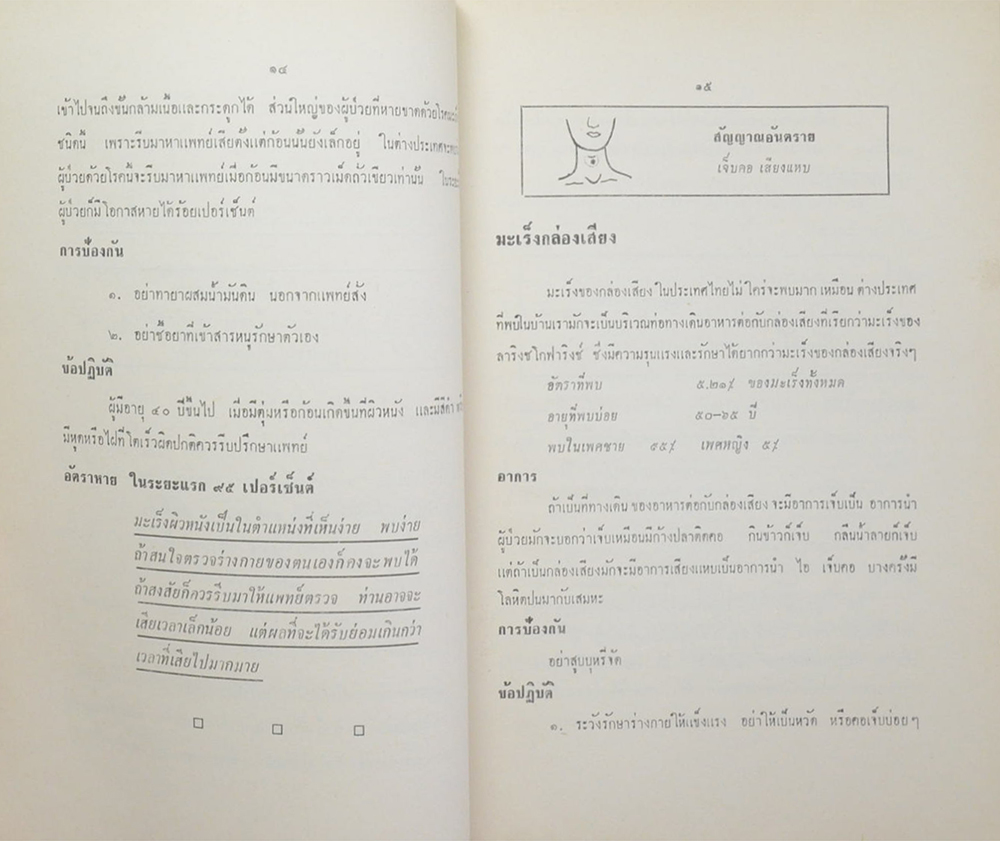 ๑๔
เข้าไปจนถึงชั้นกล้ามเนื้อและกระดูกได้ ส่วนใหญ่ของผู้ป่วยที่หายขาดด้วยโรคมะเร็ง
ชนิดนี้ เพราะรีบมาหาแพทย์เสียตั้งแต่ก้อนนั้นยังเล็กอยู่ ในต่างประเทศ
ผู้ป่วยด้วยโรคนี้จะรีบมาหาแพทย์เมื่อก้อนมีขนาดราวเม็ดถั่วเขียวเท่านั้น
ผู้ป่วยก็มีโอกาสหายได้ร้อยเปอร์เซ็นต์
การป้องกัน
๑. อย่าทายาผสมน้ำมันดิน นอกจากแพทย์สั่ง
๒. อย่าซื้อยาที่เข้าสารหนูรักษาตัวเอง
ข้อปฏิบัติ
ผู้มีอายุ ๔๐ ปีขึ้นไป เมื่อมีตุ่มหรือก้อนเกิดขึ้นที่ผิวหนัง และมีสีดำ
มีหูดหรือไฝที่โตเร็วผิดปกติควรรีบปรึกษาแพทย์
อัตราหาย ในระยะแรก ๙๕ เปอร์เซ็นต์
มะเร็งผิวหนังเป็นในตำแหน่งที่เห็นง่าย พบง่าย
ถ้าสนใจตรวจร่างกายของตนเองก็คงจะพบได้
ถ้าสงสัยก็ควรรีบมาให้แพทย์ตรวจ ท่านอาจจะ
เสียเวลาเล็กน้อย แต่ผลที่จะได้รับย่อมเกินกว่า
เวลาที่เสียไปมากมาย
๑๕
สัญญาณอันตราย
เจ็บคอ เสียงแหบ
มะเร็งกล่องเสียง
มะเร็งของกล่องเสียง ในประเทศไทยไม่ใคร่จะพบมาก เหมือน ต่างประเทศ
ที่พบในบ้านเรามักจะเป็นบริเวณท่อทางเดินอาหารต่อกับกล่องเสียงที่เรียกว่ามะเร็งของ
ลาริงซโกฟาริงซ์ ซึ่งมีความรุนแรงและรักษาได้ยากกว่ามะเร็งของกล่องเสียงจริงๆ
อัตราที่พบ ๕.๒๑% ของมะเร็งทั้งหมด
อายุที่พบบ่อย ๕๐–๖๕ ปี
พบในเพศชาย ๙๕% เพศหญิง ๕%
อาการ
ถ้าเป็นที่ทางเดิน ของอาหารต่อกับกล่องเสียง จะมีอาการเจ็บเป็น อาการนำ
ผู้ป่วยมักจะบอกว่าเจ็บเหมือนมีก้างปลาติดคอ กินข้าวก็เจ็บ กลืนน้ำลายก็เจ็บ
แต่ถ้าเป็นกล่องเสียงมักจะมีอาการเสียงแหบเป็นอาการนำ ไอ เจ็บคอ บางครั้งมี
โลหิตปนมากับเสมหะ
การป้องกัน
อย่าสูบบุหรี่จัด
ข้อปฏิบัติ
๑. ระวังรักษาร่างกายให้แข็งแรง อย่าให้เป็นหวัด หรือคอเจ็บบ่อย ๆ